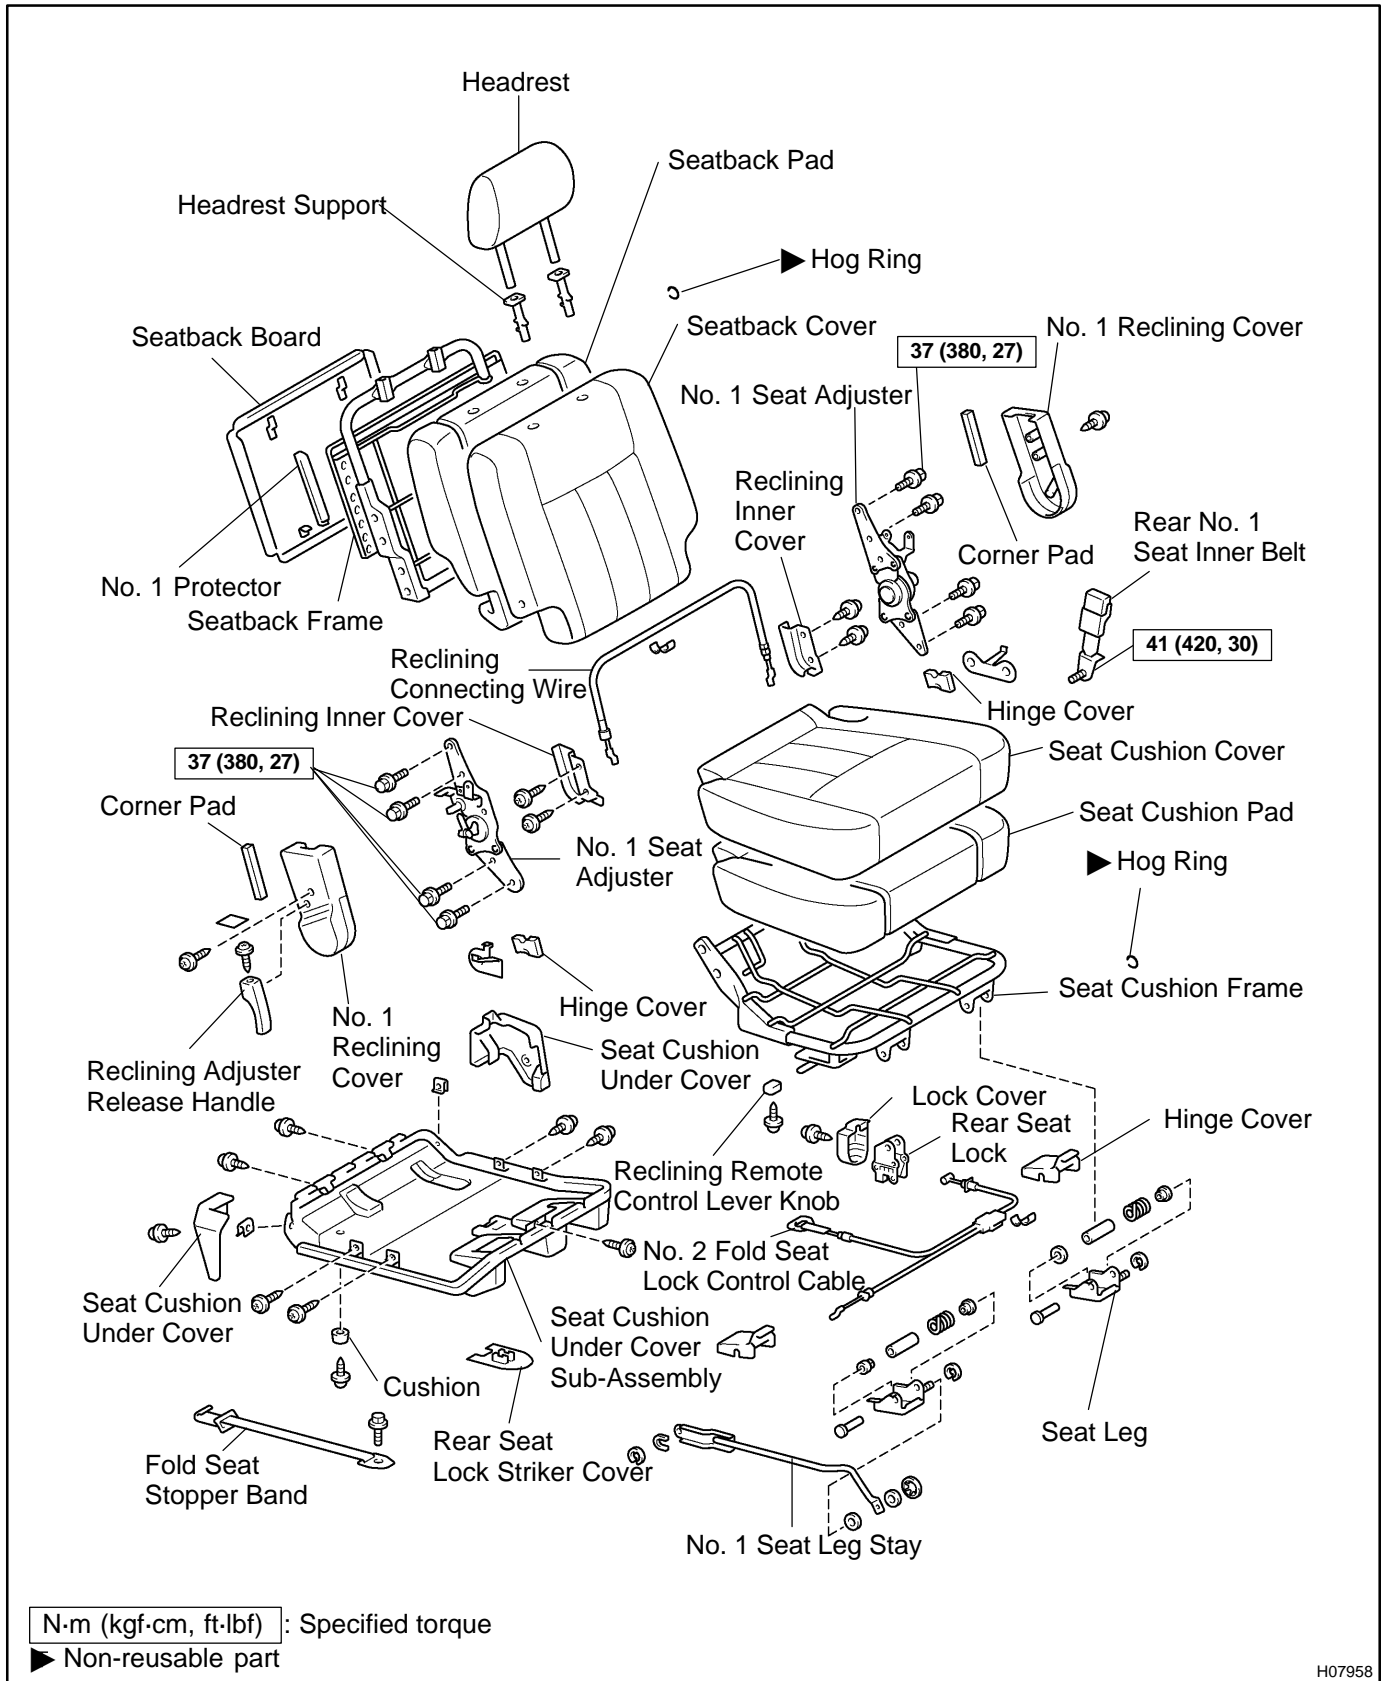 Headrest
Seatback Pad
Headrest Support
▶ Hog Ring
Seatback Cover
No. 1 Reclining Cover
Seatback Board
37 (380, 27)
No. 1 Seat Adjuster
Reclining
Inner
Cover
Rear No. 1
Seat Inner Belt
Corner Pad
No. 1 Protector
Seatback Frame
41 (420, 30)
Reclining
Connecting Wire
Reclining Inner Cover
Hinge Cover
Seat Cushion Cover
37 (380, 27)
Corner Pad
Seat Cushion Pad
No. 1 Seat
Adjuster
▶ Hog Ring
Hinge Cover
Seat Cushion Frame
No. 1
Reclining
Cover
Seat Cushion
Under Cover
Reclining Adjuster
Release Handle
Lock Cover
Rear Seat
Lock
Hinge Cover
Reclining Remote
Control Lever Knob
No. 2 Fold Seat
Lock Control Cable
Seat Cushion
Under Cover
Seat Cushion
Under Cover
Sub-Assembly
Cushion
Seat Leg
Rear Seat
Lock Striker Cover
Fold Seat
Stopper Band
No. 1 Seat Leg Stay
N·m (kgf·cm, ft·lbf) : Specified torque
▶ Non-reusable part
H07958